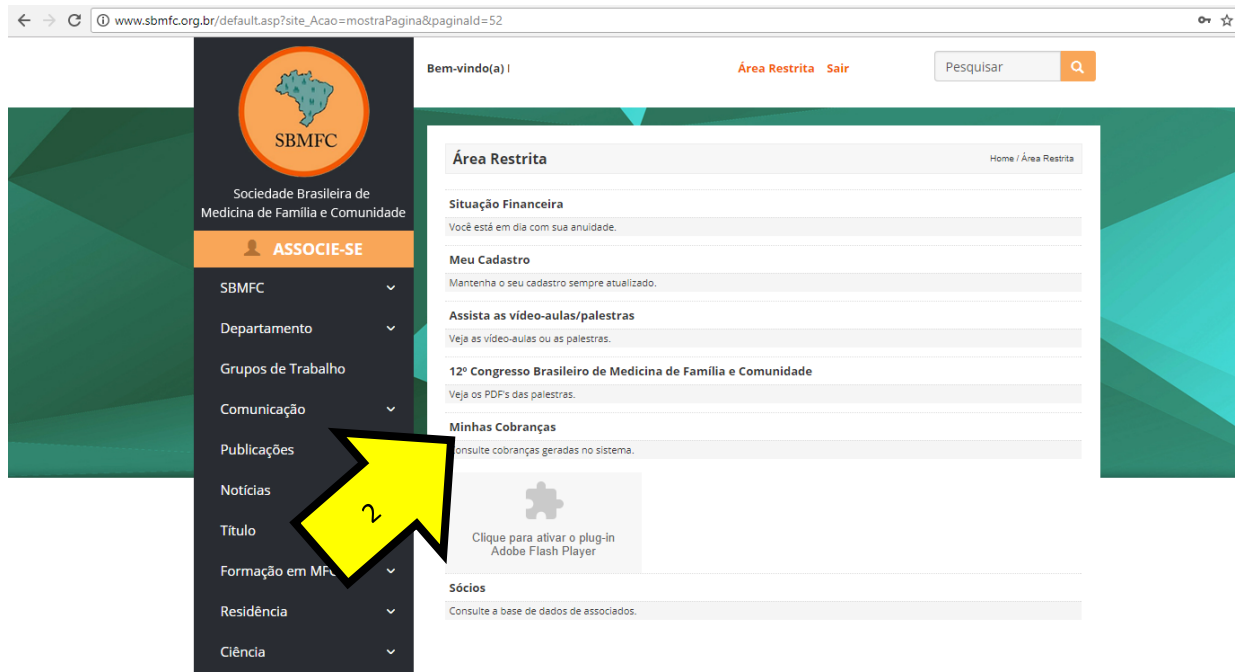 www.sbmfc.org.br/default.asp?site_Acao=mostraPagina&paginaId=52
SBMFC
Sociedade Brasileira de
Medicina de Família e Comunidade
ASSOCIE-SE
SBMFC
Departamento
Grupos de Trabalho
Comunicação
Publicações
Notícias
Título
Formação em
Residência
Ciência
2
Bem-vindo(a)
Área Restrita Sair
Pesquisar
Área Restrita
Home / Área Restrita
Situação Financeira
Você está em dia com sua anuidade.
Meu Cadastro
Mantenha o seu cadastro sempre atualizado.
Assista as vídeo-aulas/palestras
Veja as vídeo-aulas ou as palestras.
12º Congresso Brasileiro de Medicina de Família e Comunidade
Veja os PDF's das palestras.
Minhas Cobranças
onsulte cobranças geradas no sistema.
Clique para ativar o plug-in
Adobe Flash Player
Sócios
Consulte a base de dados de associados.